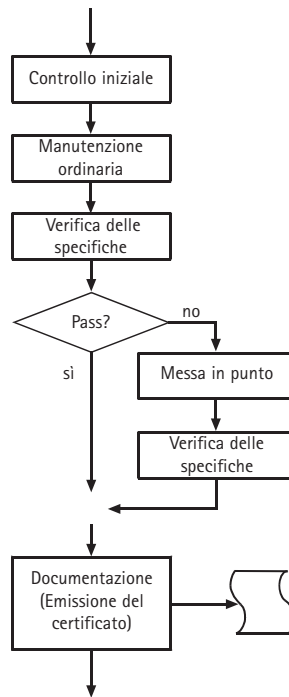 Controllo iniziale
Manutenzione
ordinaria
Verifica delle
specifiche
Pass?
no
sì
Messa in punto
Verifica delle
specifiche
Documentazione
(Emissione del
certificato)